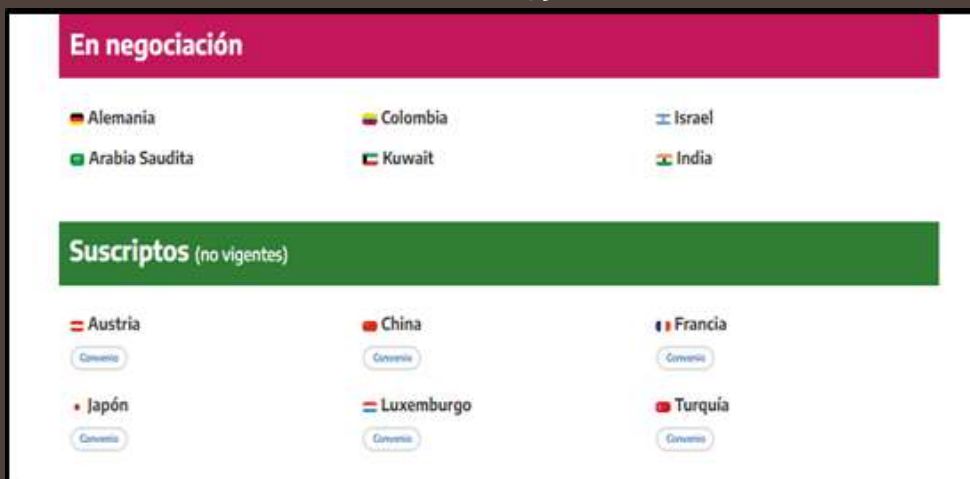 En negociación
Alemania Colombia Israel
Arabia Saudita Kuwait India
Suscriptos (no vigentes)
Austria China Francia
Convenio Convenio Convenio
Japón Luxemburgo Turquía
Convenio Convenio Convenio